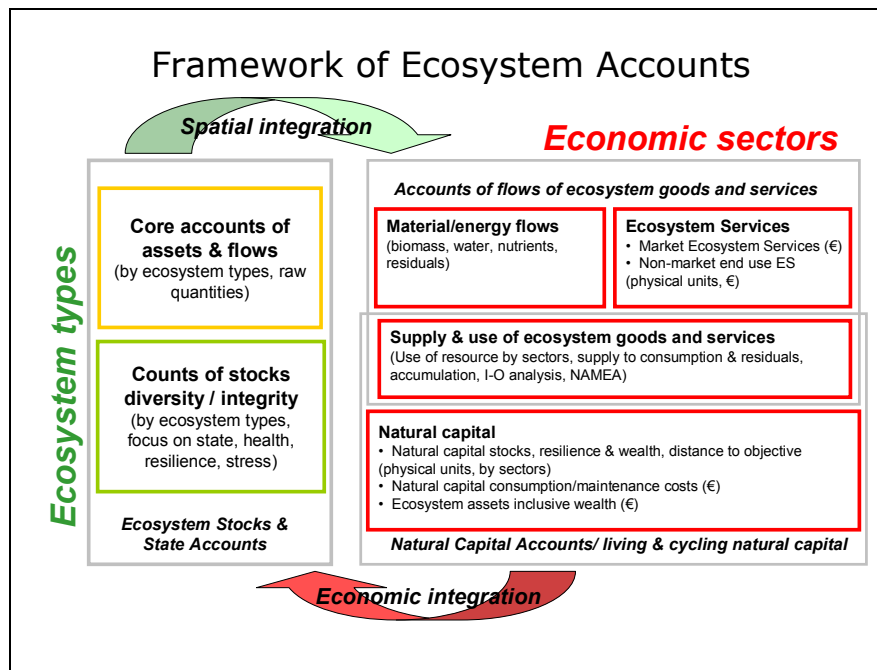 Framework of Ecosystem Accounts
Spatial integration
Economic sectors
Ecosystem types
Core accounts of
assets & flows
(by ecosystem types, raw
quantities)
Counts of stocks
diversity / integrity
(by ecosystem types,
focus on state, health,
resilience, stress)
Ecosystem Stocks &
State Accounts
Accounts of flows of ecosystem goods and services
Material/energy flows
(biomass, water, nutrients,
residuals)
Ecosystem Services
• Market Ecosystem Services (€)
• Non-market end use ES
(physical units, €)
Supply & use of ecosystem goods and services
(Use of resource by sectors, supply to consumption & residuals,
accumulation, I-O analysis, NAMEA)
Natural capital
• Natural capital stocks, resilience & wealth, distance to objective
(physical units, by sectors)
• Natural capital consumption/maintenance costs (€)
• Ecosystem assets inclusive wealth (€)
Natural Capital Accounts/ living & cycling natural capital
Economic integration